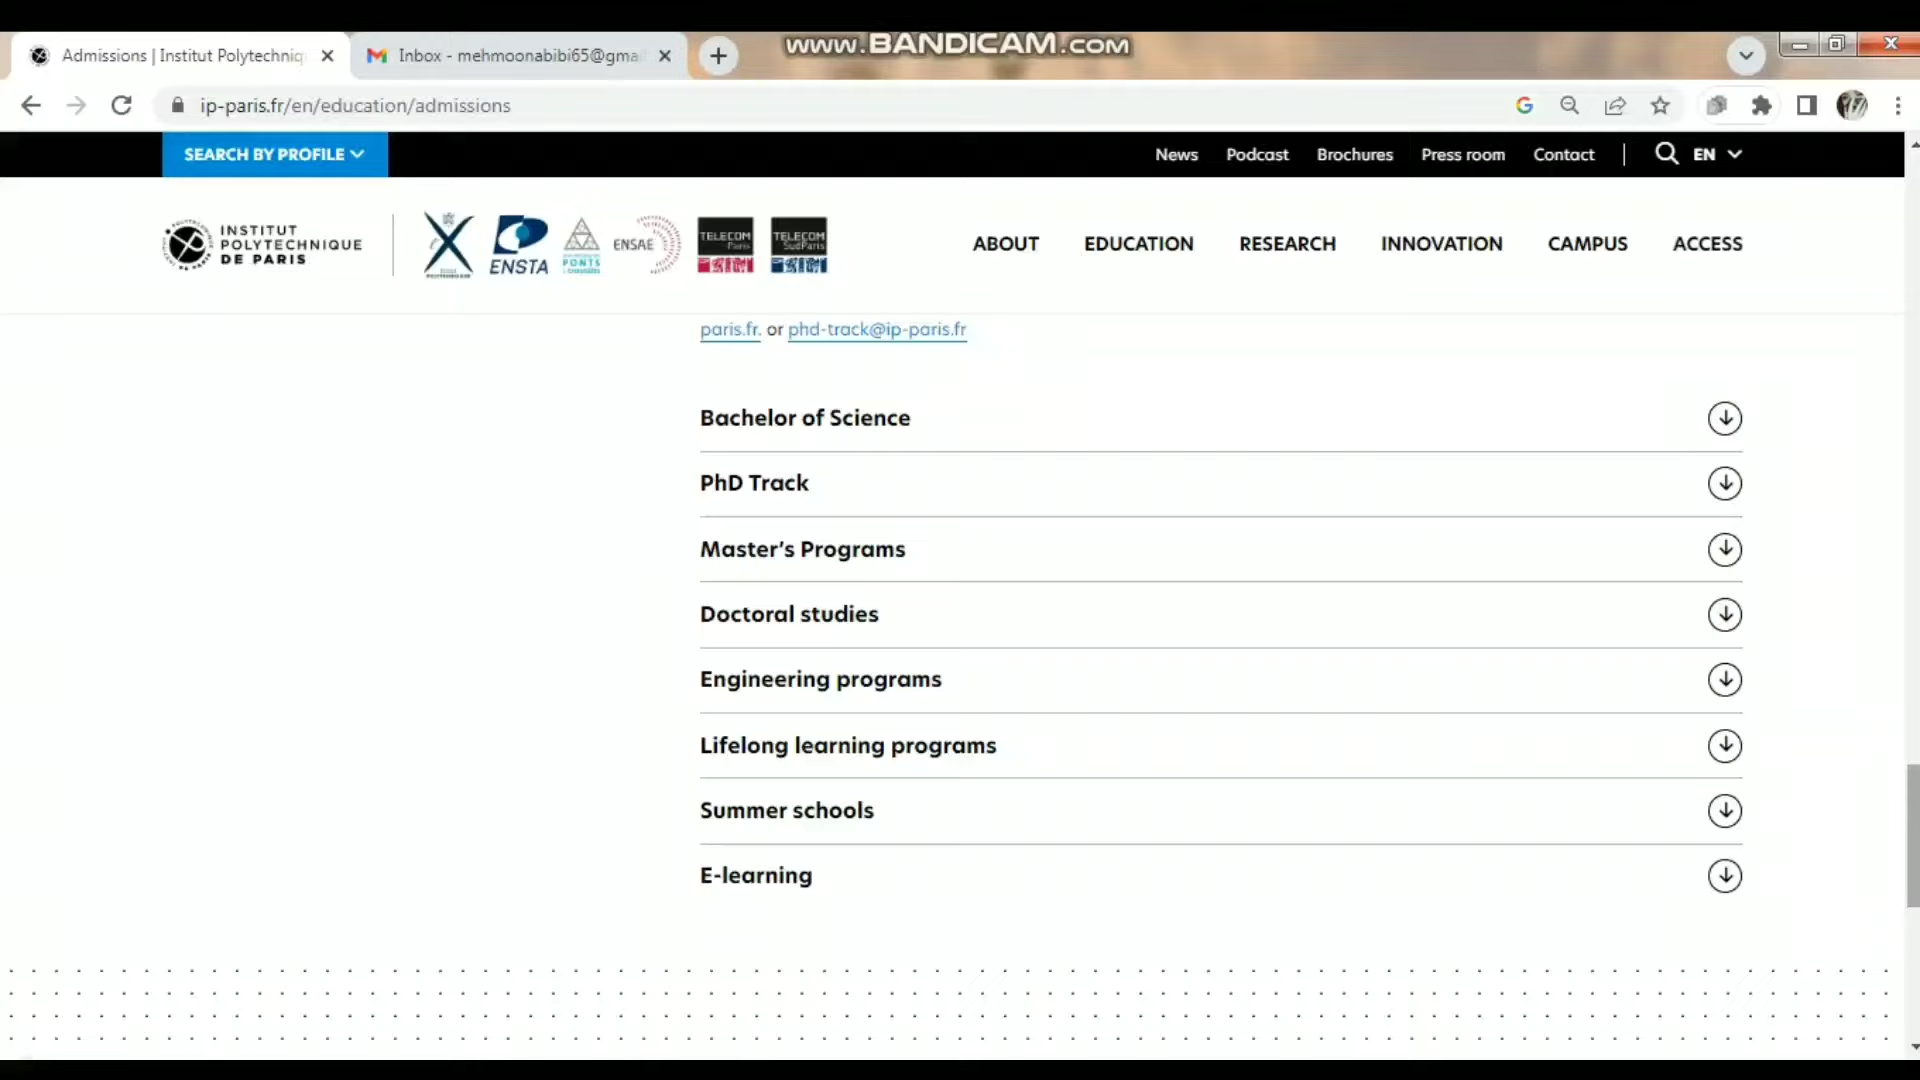 www.BANDICAM.com
Admissions | Institut Polytechniq
Inbox - mehmoonabibi65@gmai
ip-paris.fr/en/education/admissions
SEARCH BY PROFILE
News
Podcast
Brochures
Press room
Contact
EN
INSTITUT
POLYTECHNIQUE
DE PARIS
ENSTA
PONTS
ENSAE
TELECOM
Paris
TELECOM
SudParis
ABOUT
EDUCATION
RESEARCH
INNOVATION
CAMPUS
ACCESS
paris.fr. or phd-track@ip-paris.fr
Bachelor of Science
PhD Track
Master’s Programs
Doctoral studies
Engineering programs
Lifelong learning programs
Summer schools
E-learning